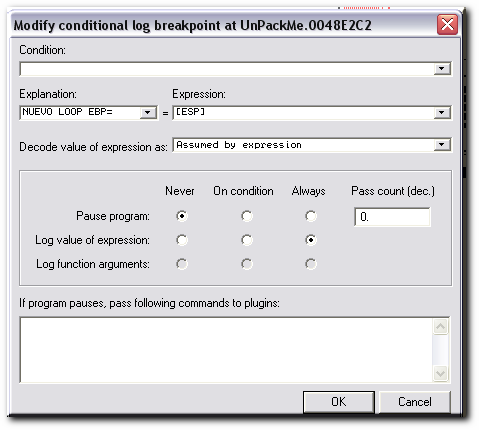 Modify conditional log breakpoint at UnPackMe.0048E2C2
Condition:
Explanation: Expression:
NUEVO LOOP EBP= = [ESP]
Decode value of expression as: Assumed by expression
Never On condition Always Pass count (dec.)
Pause program: 0.
Log value of expression:
Log function arguments:
If program pauses, pass following commands to plugins:
OK Cancel